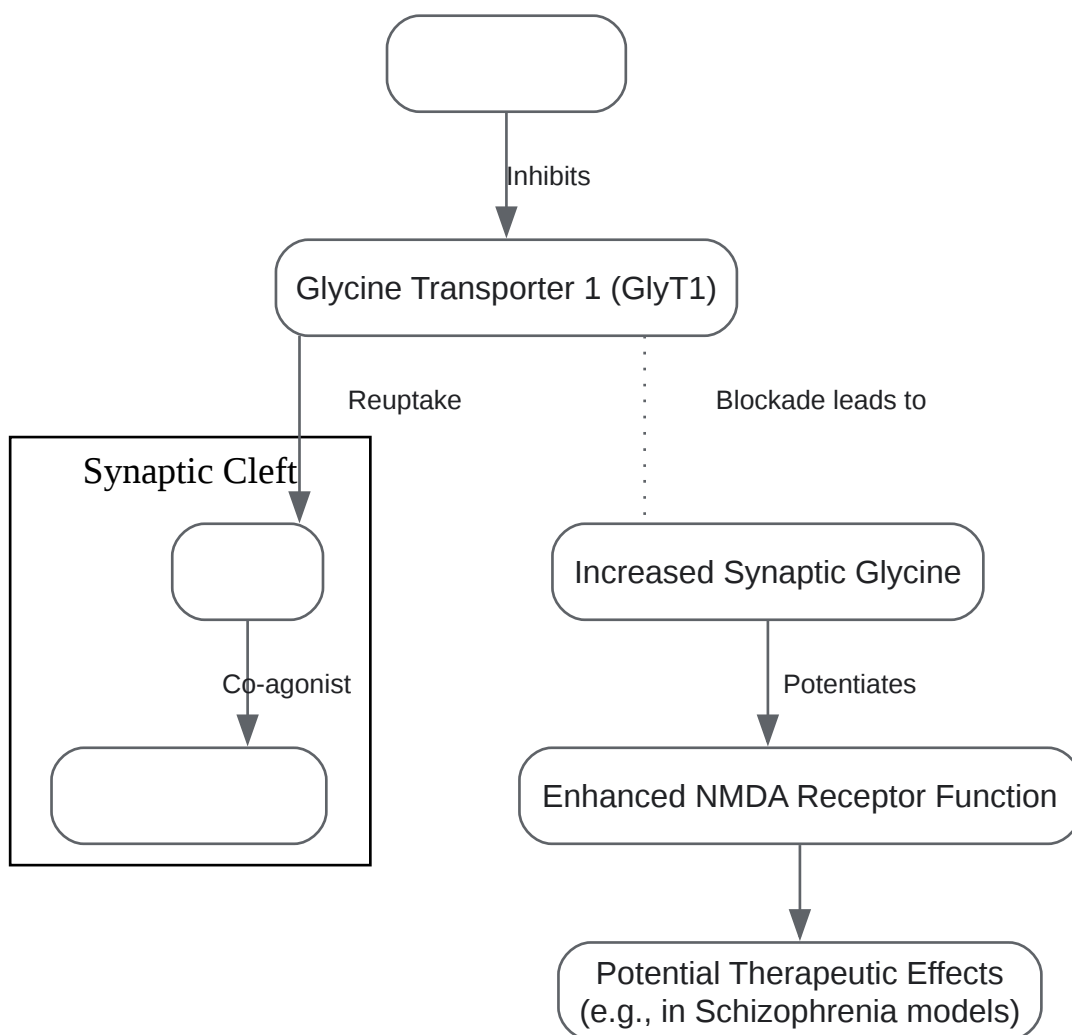 Inhibits
Glycine Transporter 1 (GlyT1)
Reuptake
Blockade leads to
Synaptic Cleft
Increased Synaptic Glycine
Co-agonist
Potentiates
Enhanced NMDA Receptor Function
Potential Therapeutic Effects
(e.g., in Schizophrenia models)